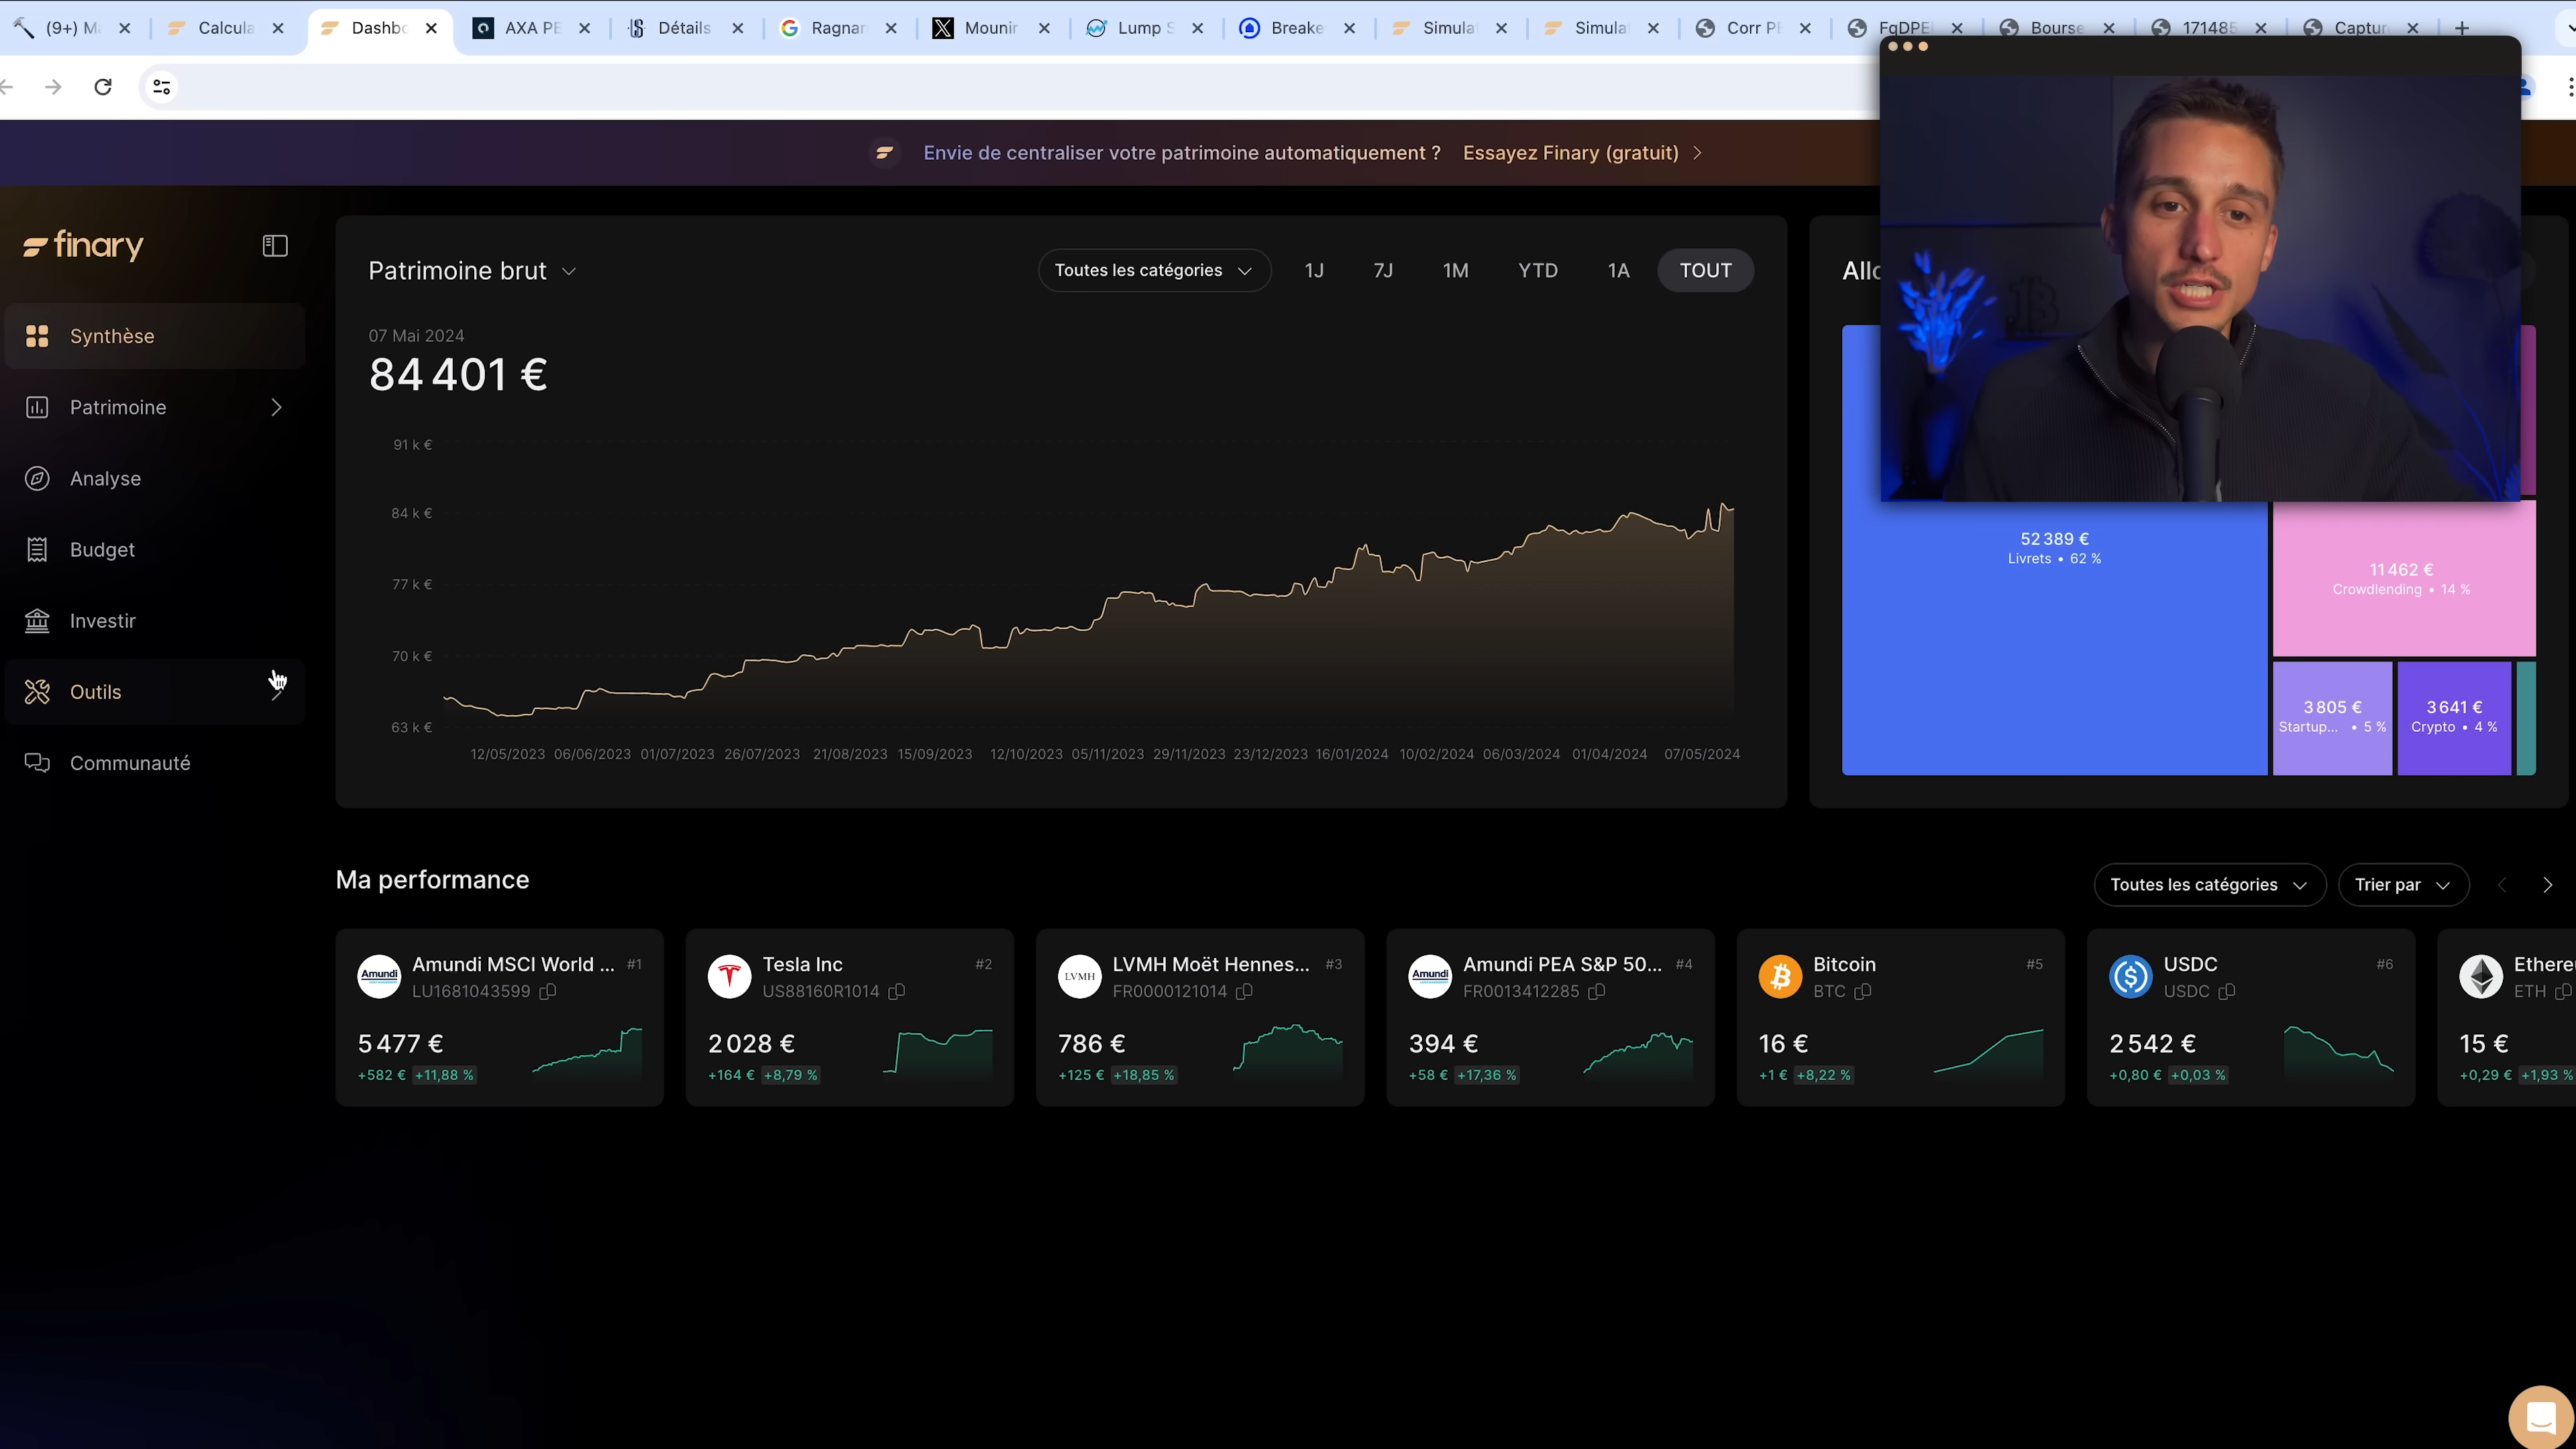 (9+) M
Calcula
Dashbo
AXA PE
Détails
Ragnar
Mounir
Lump S
Breake
Simula
Simula
Corr P
FqDPE
Bourse
171485
Captur
Envie de centraliser votre patrimoine automatiquement ? Essayez Finary (gratuit)
finary
Synthèse
Patrimoine
Analyse
Budget
Investir
Outils
Communauté
Patrimoine brut
Toutes les catégories
1J
7J
1M
YTD
1A
TOUT
07 Mai 2024
84 401 €
91 k €
84 k €
77 k €
70 k €
63 k €
12/05/2023 06/06/2023 01/07/2023 26/07/2023 21/08/2023 15/09/2023 12/10/2023 05/11/2023 29/11/2023 23/12/2023 16/01/2024 10/02/2024 06/03/2024 01/04/2024 07/05/2024
Allo
52 389 €
Livrets • 62 %
11 462 €
Crowdlending • 14 %
3 805 €
Startup... • 5 %
3 641 €
Crypto • 4 %
Ma performance
Toutes les catégories
Trier par
Amundi
Amundi MSCI World ... #1
LU1681043599
5 477 €
+582 € +11,88 %
Tesla Inc #2
US88160R1014
2 028 €
+164 € +8,79 %
LVMH
LVMH Moët Hennes... #3
FR0000121014
786 €
+125 € +18,85 %
Amundi
Amundi PEA S&P 50... #4
FR0013412285
394 €
+58 € +17,36 %
Bitcoin #5
BTC
16 €
+1 € +8,22 %
USDC #6
USDC
2 542 €
+0,80 € +0,03 %
Ethere
ETH
15 €
+0,29 € +1,93 %